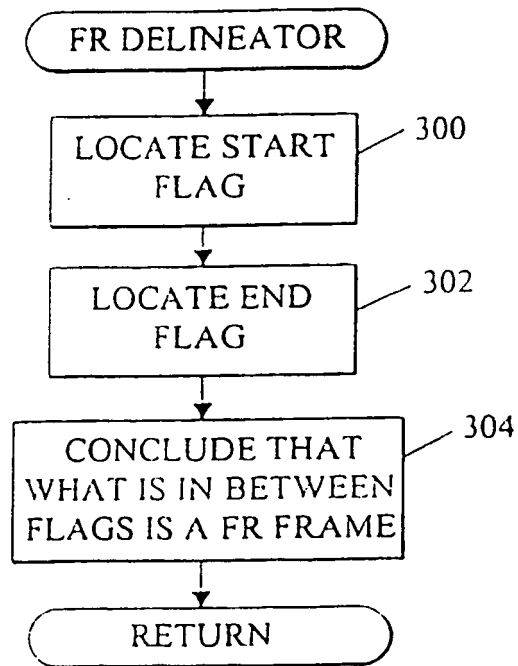 FR DELINEATOR
LOCATE START
FLAG
300
LOCATE END
FLAG
302
CONCLUDE THAT
WHAT IS IN BETWEEN
FLAGS IS A FR FRAME
304
RETURN